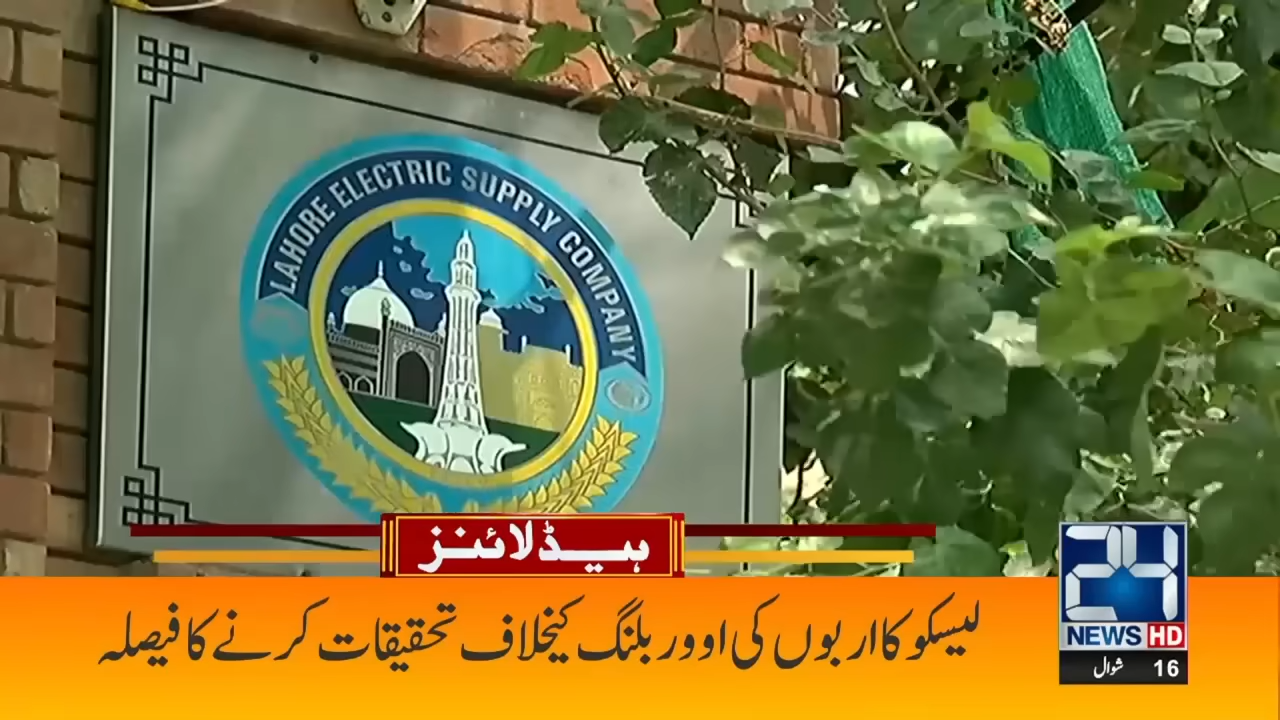 LAHORE ELECTRIC SUPPLY COMPANY
ہیڈلائنز
لیسکو کا اربوں کی اوور بلنگ کیخلاف تحقیقات کرنے کا فیصلہ
24
NEWS HD
16 شوال